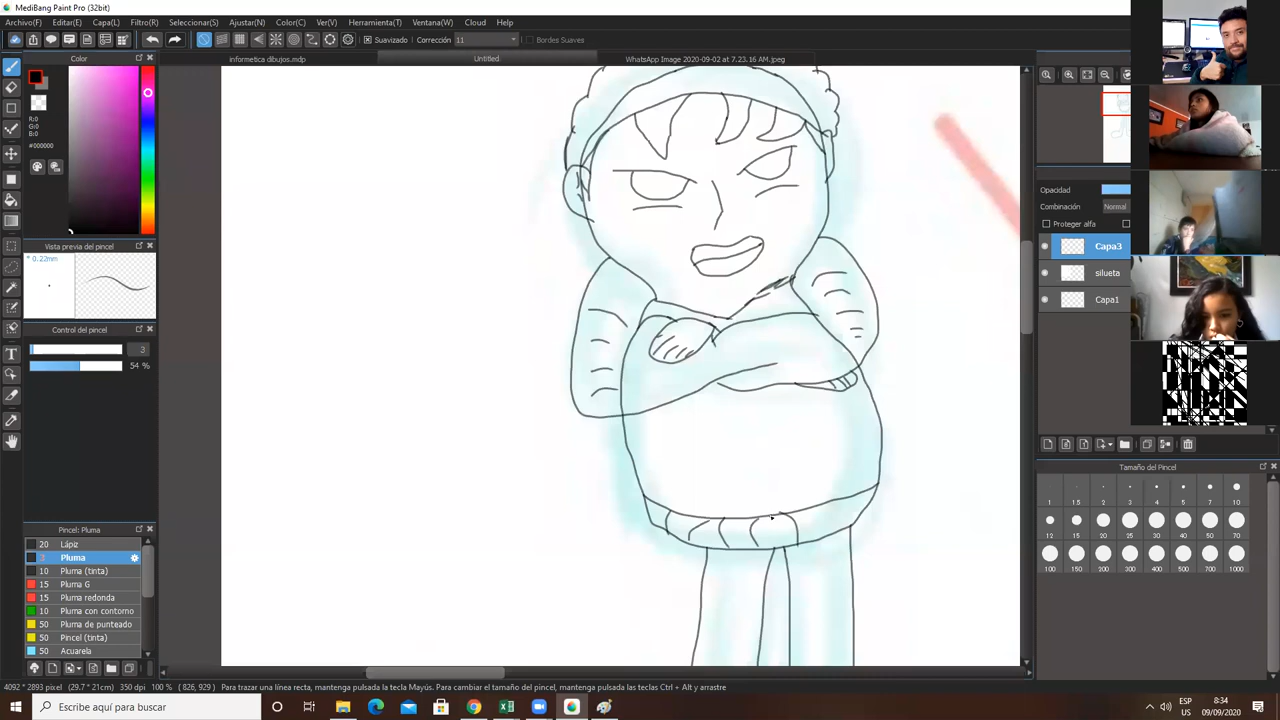 MediBang Paint Pro (32bit)
Archivo(F) Editar(E) Capa(L) Filtro(R) Seleccionar(S) Ajustar(N) Color(C) Ver(V) Herramienta(T) Ventana(W) Cloud Help
Suavizado Corrección 11 Bordes Suaves
Color
informetica dibujos.mdp Untitled WhatsApp Image 2020-09-02 at 7.23.16 AM.jpeg
R:0
G:0
B:0
#000000
Opacidad
Combinación Normal
Proteger alfa
Vista previa del pincel
Capa3
* 0.22mm
silueta
Capa1
Control del pincel
3
54 %
Tamaño del Pincel
1 1.5 2 3 4 5 7 10
12 15 20 25 30 40 50 70
100 150 200 300 400 500 700 1000
Pincel: Pluma
20 Lápiz
3 Pluma
10 Pluma (tinta)
15 Pluma G
15 Pluma redonda
10 Pluma con contorno
50 Pluma de punteado
50 Pincel (tinta)
50 Acuarela
4092 * 2893 pixel (29.7 * 21cm) 350 dpi 100 % ( 826, 929 ) Para trazar una línea recta, mantenga pulsada la tecla Mayús. Para cambiar el tamaño del pincel, mantenga pulsadas las teclas Ctrl + Alt y arrastre
Escribe aquí para buscar
ESP
US
8:34
09/09/2020